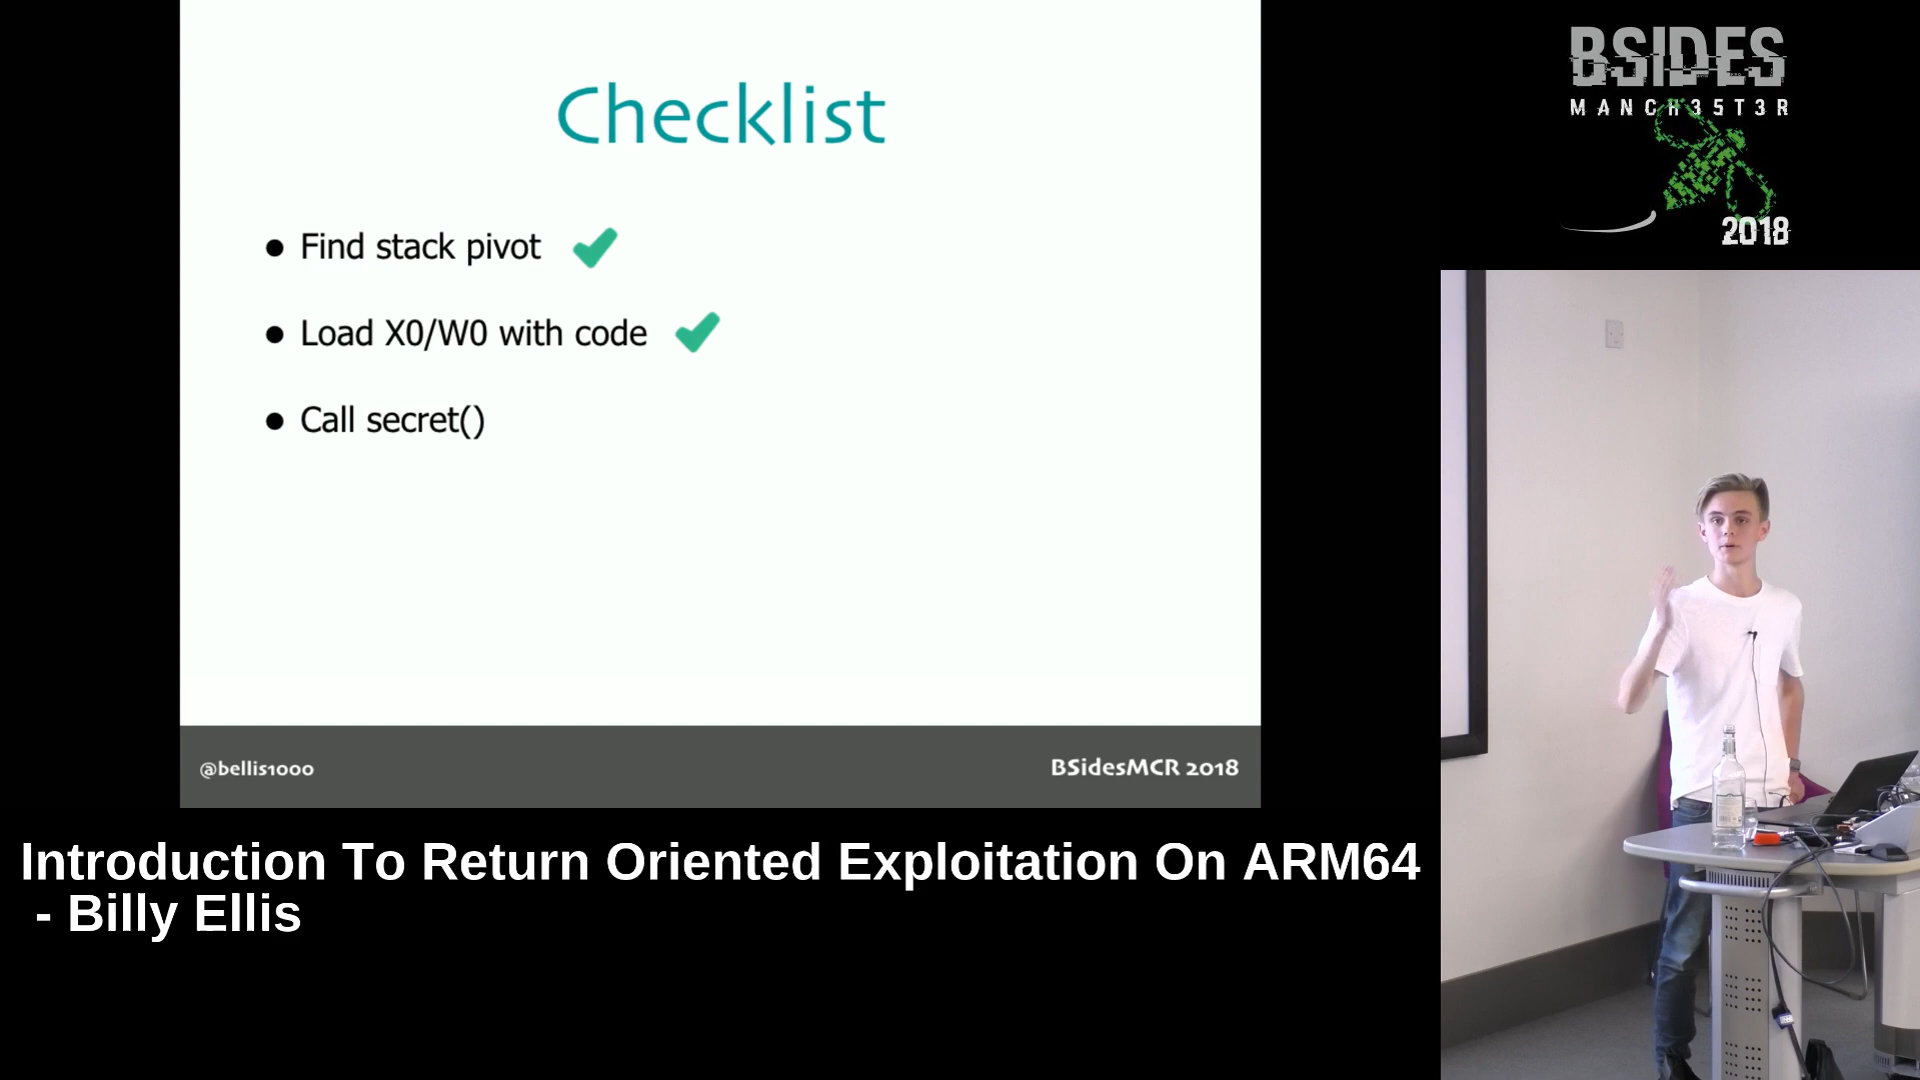 Checklist
● Find stack pivot
● Load X0/W0 with code
● Call secret()
@bellis1000
BSidesMCR 2018
BSIDES
MANCH35T3R
2018
Introduction To Return Oriented Exploitation On ARM64
- Billy Ellis